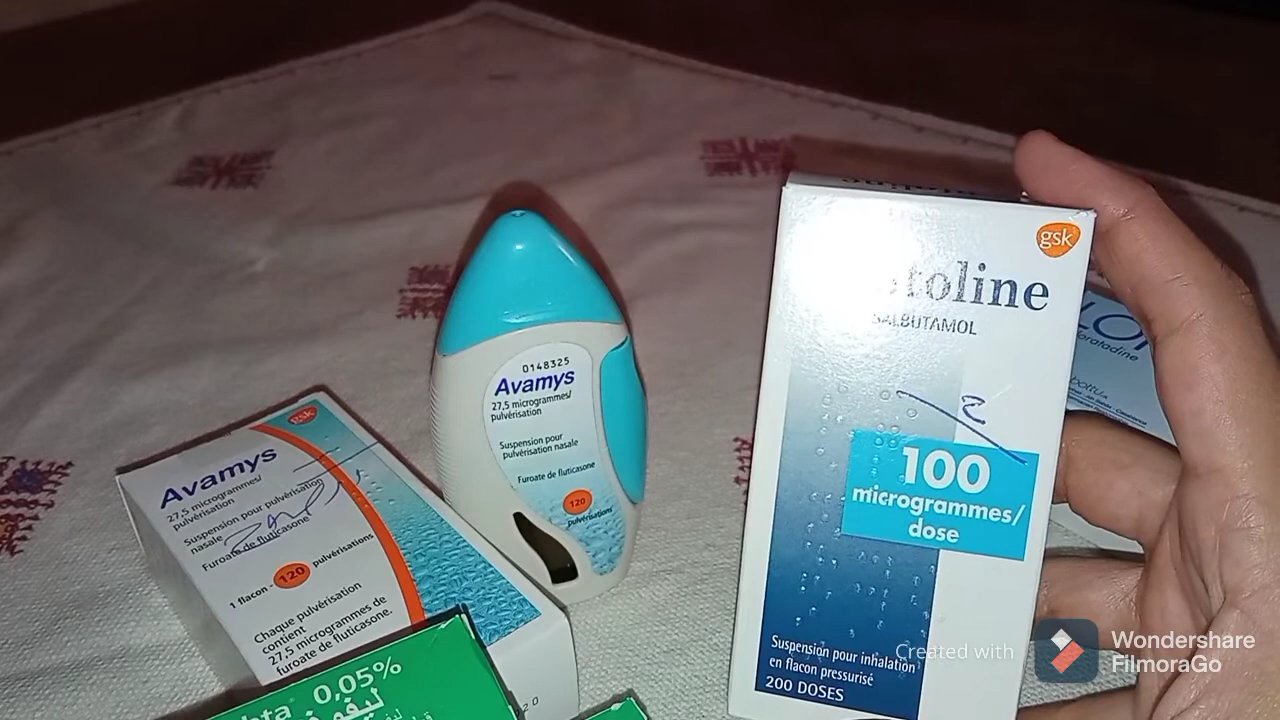 0148325
Avamys
27,5 microgrammes/
pulvérisation
Suspension pour
pulvérisation nasale
Furoate de fluticasone
120
pulvérisations
gsk
Avamys
27,5 microgrammes/
pulvérisation
Suspension pour pulvérisation
nasale
Furoate de fluticasone
1 flacon - 120 pulvérisations
Chaque pulvérisation
contient
27,5 microgrammes de
furoate de fluticasone.
0,05%
gsk
toline
SALBUTAMOL
100
microgrammes/
dose
Suspension pour inhalation
en flacon pressurisé
200 DOSES
LO
loratadine
bottu
Created with
Wondershare
FilmoraGo